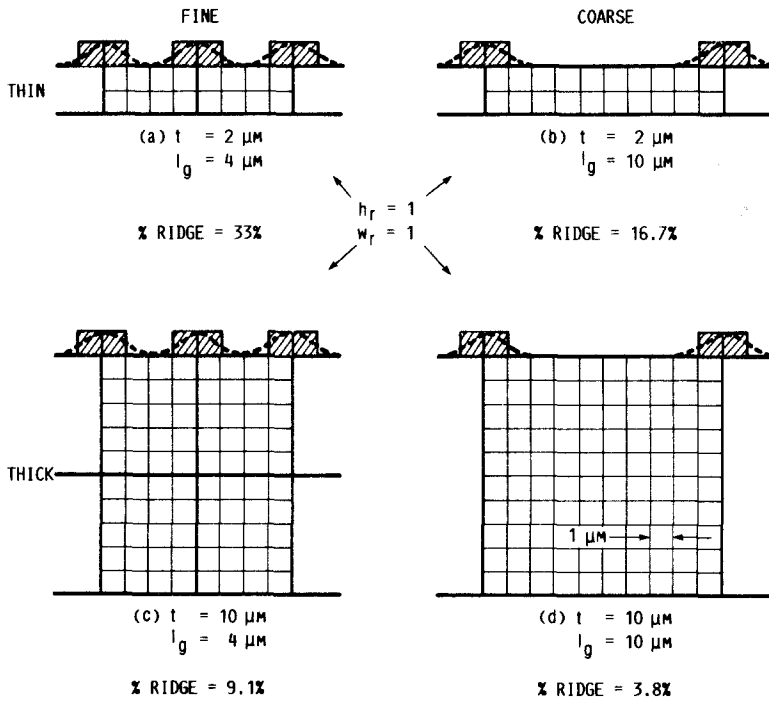 FINE
COARSE
THIN
(a) t = 2 μM
l_g = 4 μM
(b) t = 2 μM
l_g = 10 μM
h_r = 1
w_r = 1
% RIDGE = 33%
% RIDGE = 16.7%
THICK
1 μM
(c) t = 10 μM
l_g = 4 μM
(d) t = 10 μM
l_g = 10 μM
% RIDGE = 9.1%
% RIDGE = 3.8%